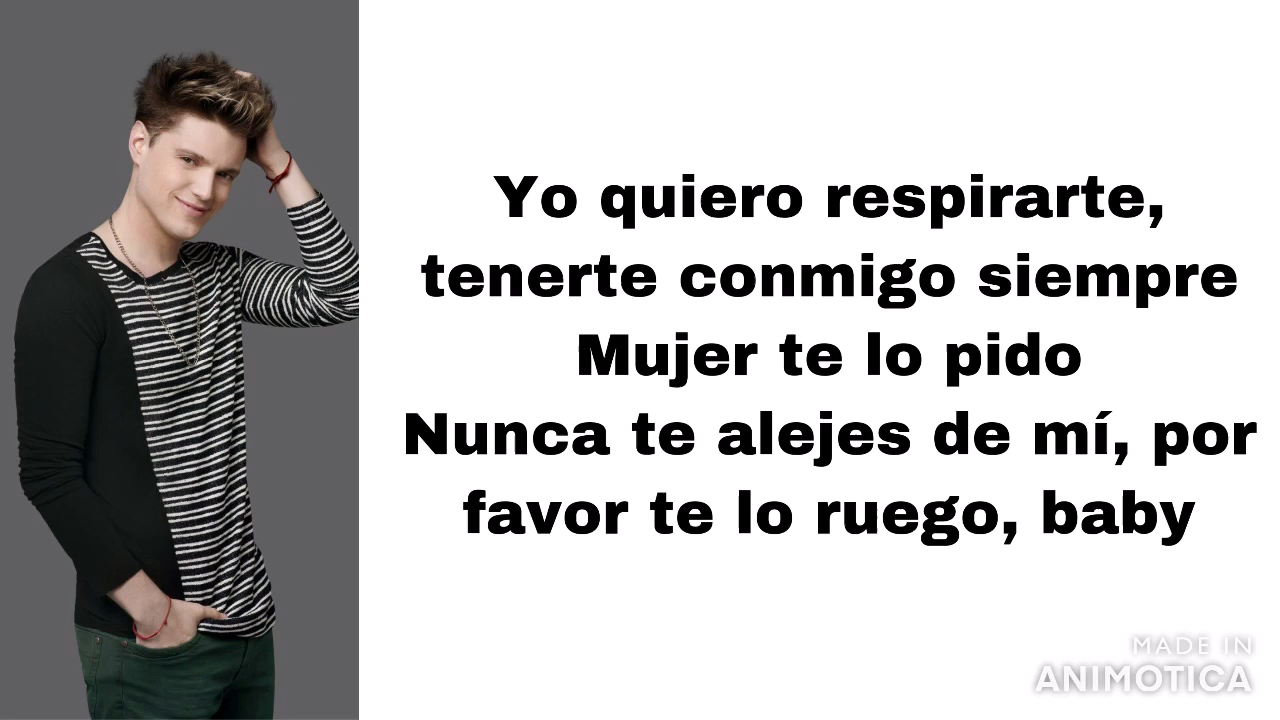 Yo quiero respirarte,
tenerte conmigo siempre
Mujer te lo pido
Nunca te alejes de mí, por
favor te lo ruego, baby
MADE IN
ANIMOTICA